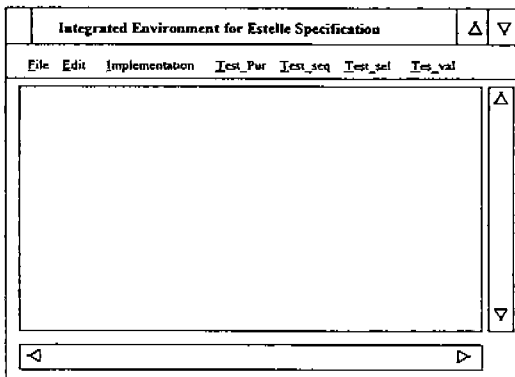 Integrated Environment for Estelle Specification
File Edit Implementation Test_Pur Test_seq Test_sel Tes_val